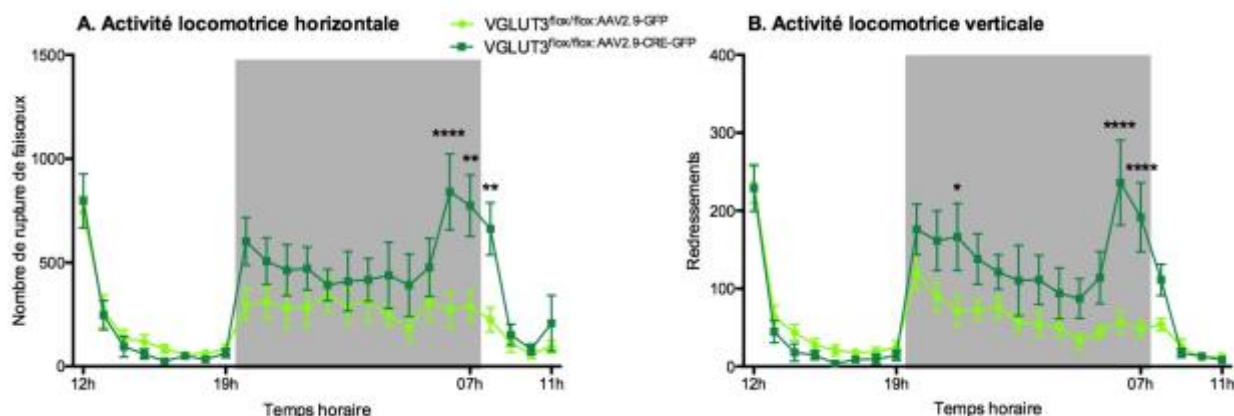 A. Activité locomotrice horizontale
VGLUT3flox/flox: AAV2.9-GFP
VGLUT3flox/flox: AAV2.9-CRE-GFP
B. Activité locomotrice verticale
Nombre de rupture de faiscœux
1500
1000
500
0
****
**
**
12h
19h
07h
11h
Temps horaire
Redressements
400
300
200
100
0
*
****
****
12h
19h
07h
11h
Temps horaire